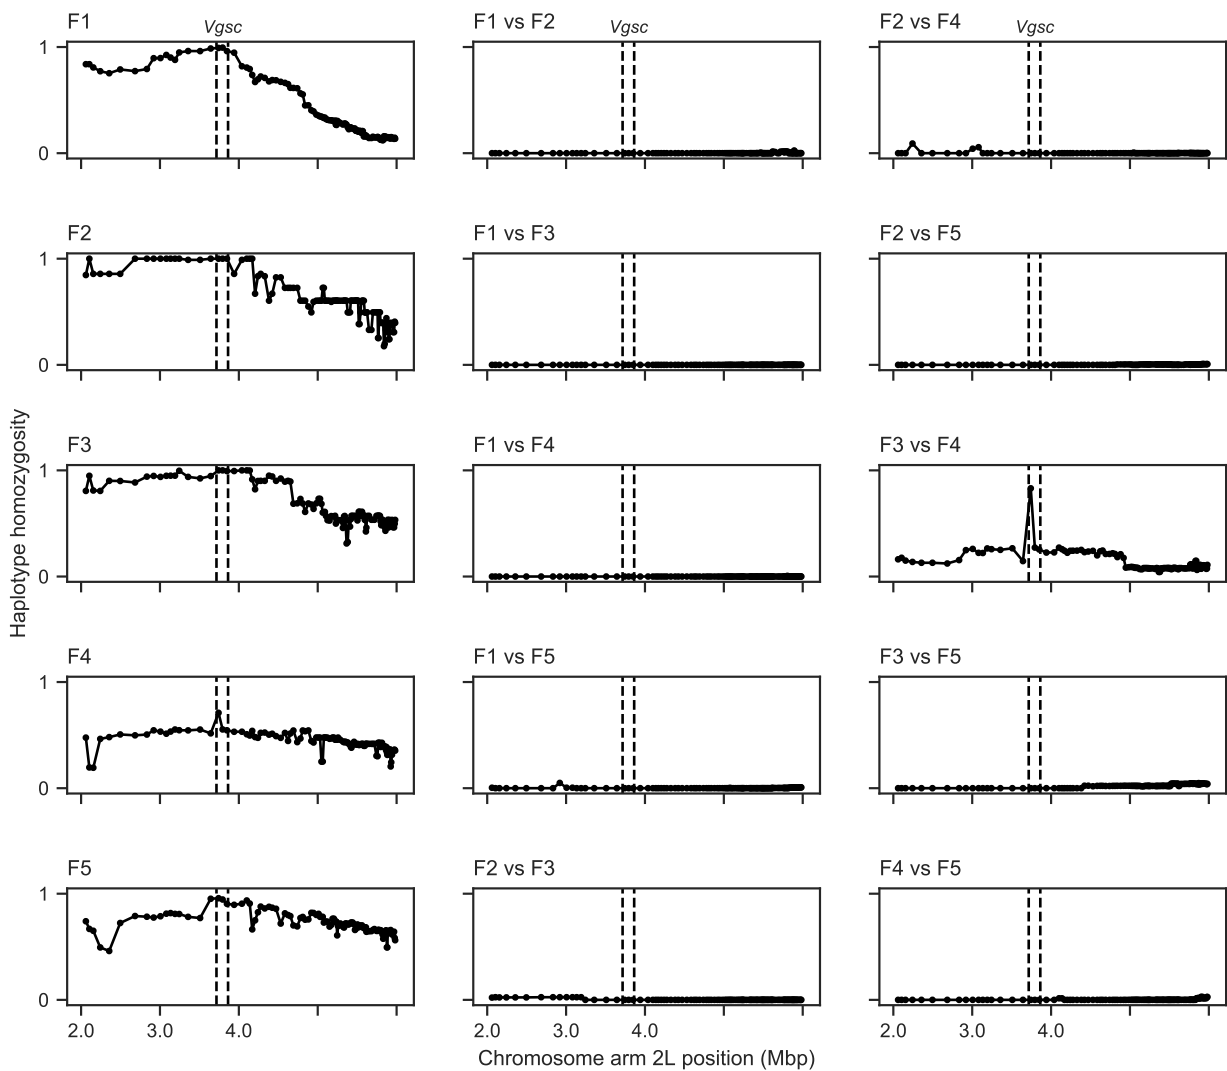 F1
Vgsc
F1 vs F2
Vgsc
F2 vs F4
Vgsc
1
0
F2
F1 vs F3
F2 vs F5
1
0
F3
F1 vs F4
F3 vs F4
1
0
Haplotype homozygosity
F4
F1 vs F5
F3 vs F5
1
0
F5
F2 vs F3
F4 vs F5
1
0
2.0 3.0 4.0
2.0 3.0 4.0
2.0 3.0 4.0
Chromosome arm 2L position (Mbp)